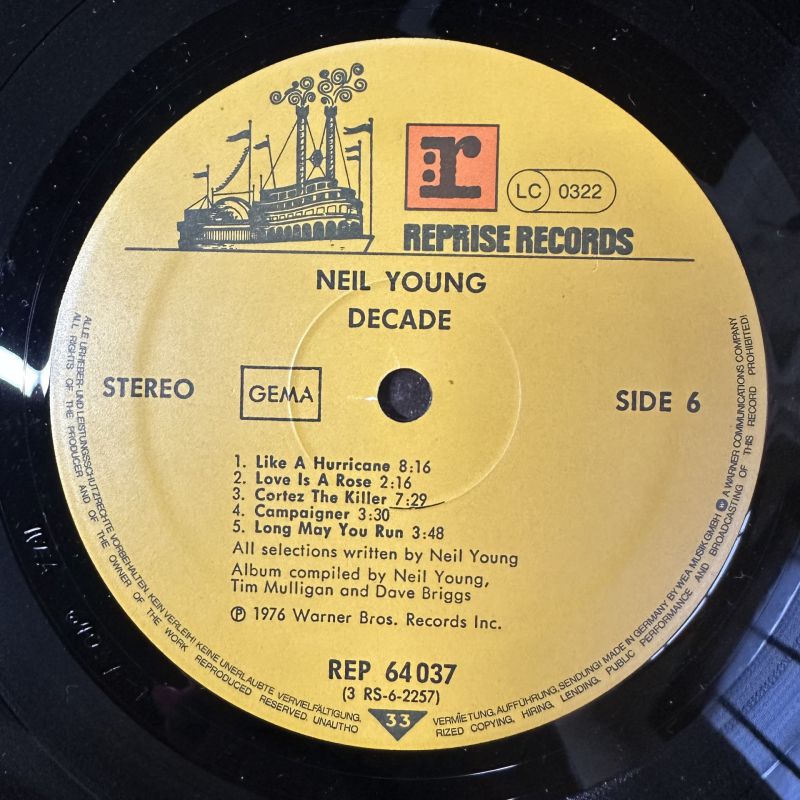 r
LC 0322
REPRISE RECORDS
NEIL YOUNG
DECADE
STEREO
GEMA
SIDE 6
1. Like A Hurricane 8:16
2. Love Is A Rose 2:16
3. Cortez The Killer 7:29
4. Campaigner 3:30
5. Long May You Run 3:48
All selections written by Neil Young
Album compiled by Neil Young,
Tim Mulligan and Dave Briggs
℗ 1976 Warner Bros. Records Inc.
REP 64 037
(3 RS-6-2257)
33
ALLE URHEBER- UND LEISTUNGSSCHUTZRECHTE VORBEHALTEN. KEIN VERLEIH! KEINE UNERLAUBTE VERVIELFÄLTIGUNG, VERMIETUNG, AUFFÜHRUNG, SENDUNG! MADE IN GERMANY BY WEA MUSIK GMBH A WARNER COMMUNICATIONS COMPANY
ALL RIGHTS OF THE PRODUCER AND OF THE OWNER OF THE WORK REPRODUCED RESERVED. UNAUTHORIZED COPYING, HIRING, LENDING, PUBLIC PERFORMANCE AND BROADCASTING OF THIS RECORD PROHIBITED!